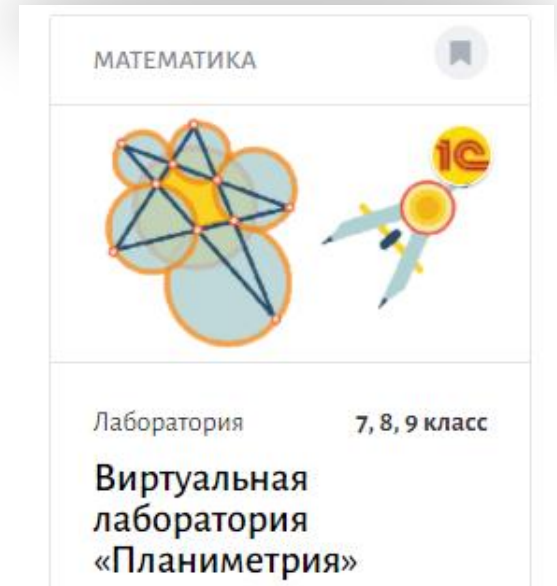 МАТЕМАТИКА
1С
Лаборатория 7, 8, 9 класс
Виртуальная
лаборатория
«Планиметрия»